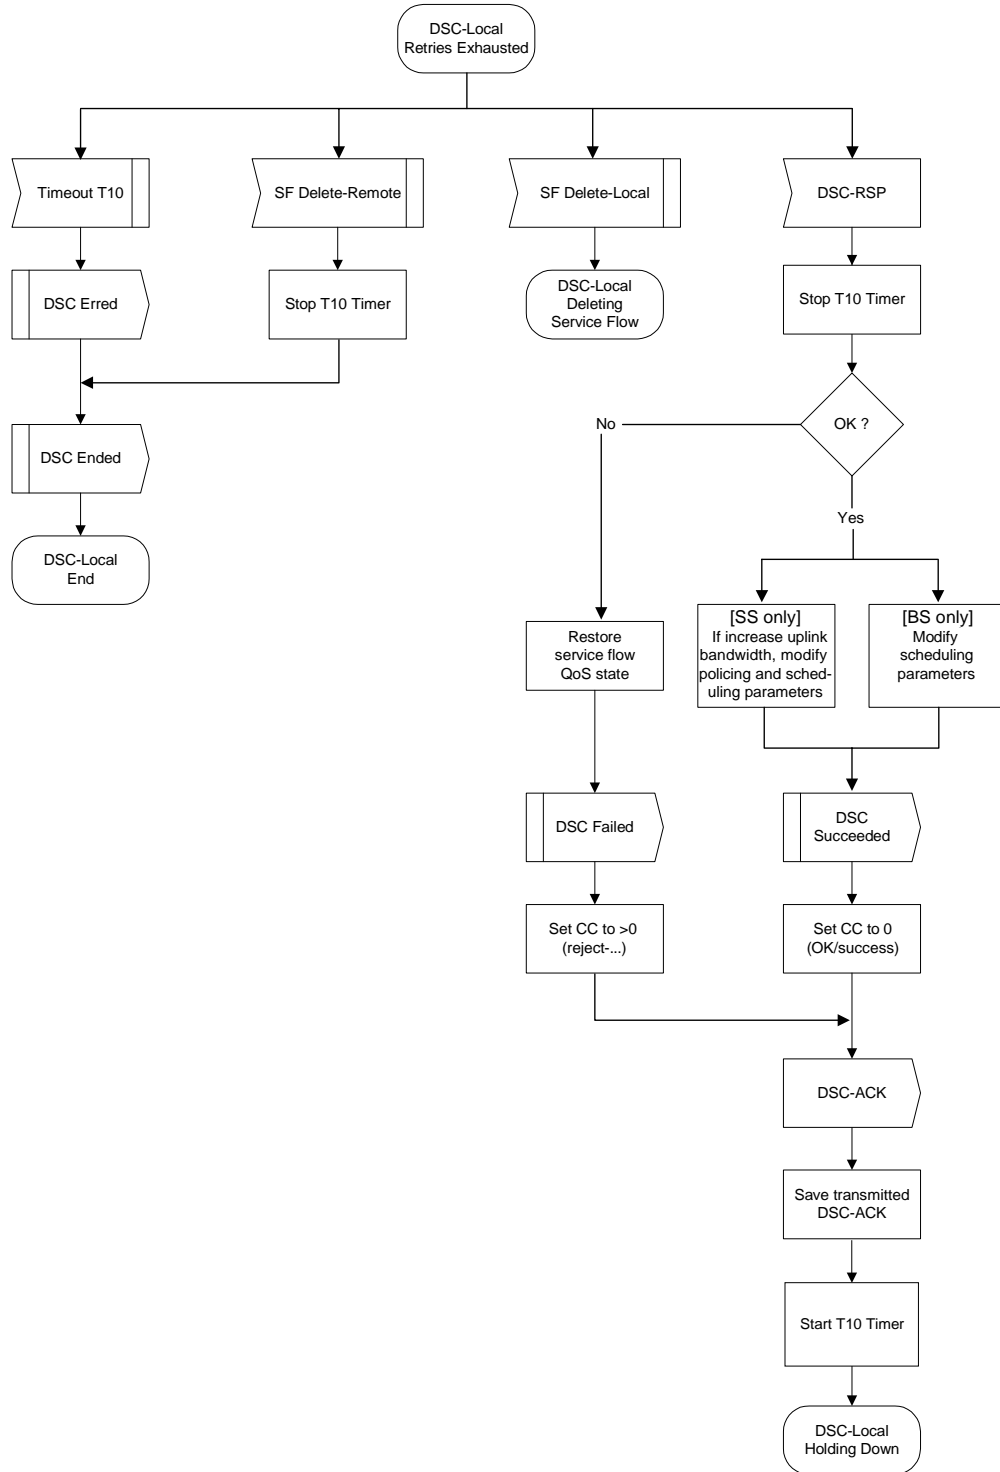 DSC-Local
Retries Exhausted
Timeout T10
SF Delete-Remote
SF Delete-Local
DSC-RSP
DSC Erred
Stop T10 Timer
DSC-Local
Deleting
Service Flow
Stop T10 Timer
No
OK ?
DSC Ended
Yes
DSC-Local
End
Restore
service flow
QoS state
[SS only]
If increase uplink
bandwidth, modify
policing and sched-
uling parameters
[BS only]
Modify
scheduling
parameters
DSC Failed
DSC
Succeeded
Set CC to >0
(reject-...)
Set CC to 0
(OK/success)
DSC-ACK
Save transmitted
DSC-ACK
Start T10 Timer
DSC-Local
Holding Down